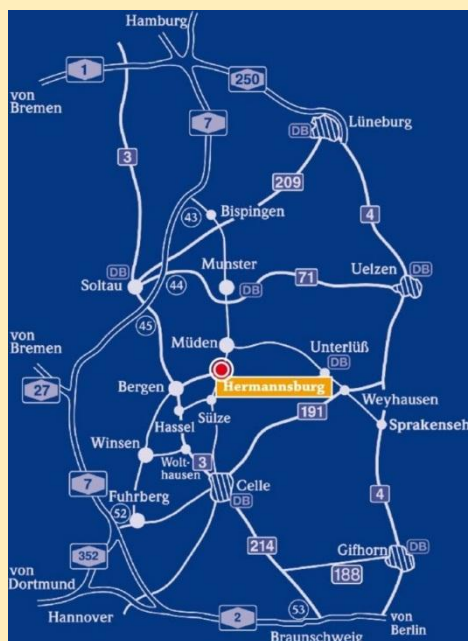 Hamburg
1
250
von
Bremen
7
DB
Lüneburg
3
209
4
43
Bispingen
DB
Soltau
44
Munster
DB
71
Uelzen
DB
45
von
Bremen
27
Müden
Unterlüß
DB
Hermannsburg
Bergen
Sülze
191
Weyhausen
Hassel
Sprakenseh
Winsen
Wolt-
hausen
3
7
Fuhrberg
52
Celle
DB
4
352
von
Dortmund
214
Gifhorn
DB
188
Hannover
2
53
von
Berlin
Braunschweig